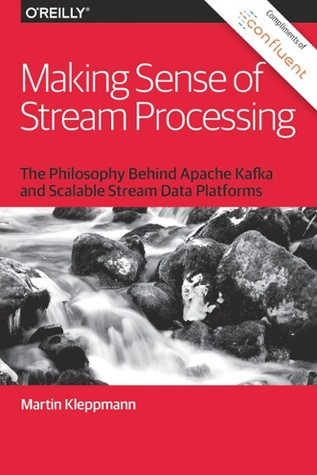 O'REILLY®
Compliments of
confluent
Making Sense of
Stream Processing
The Philosophy Behind Apache Kafka
and Scalable Stream Data Platforms
Martin Kleppmann